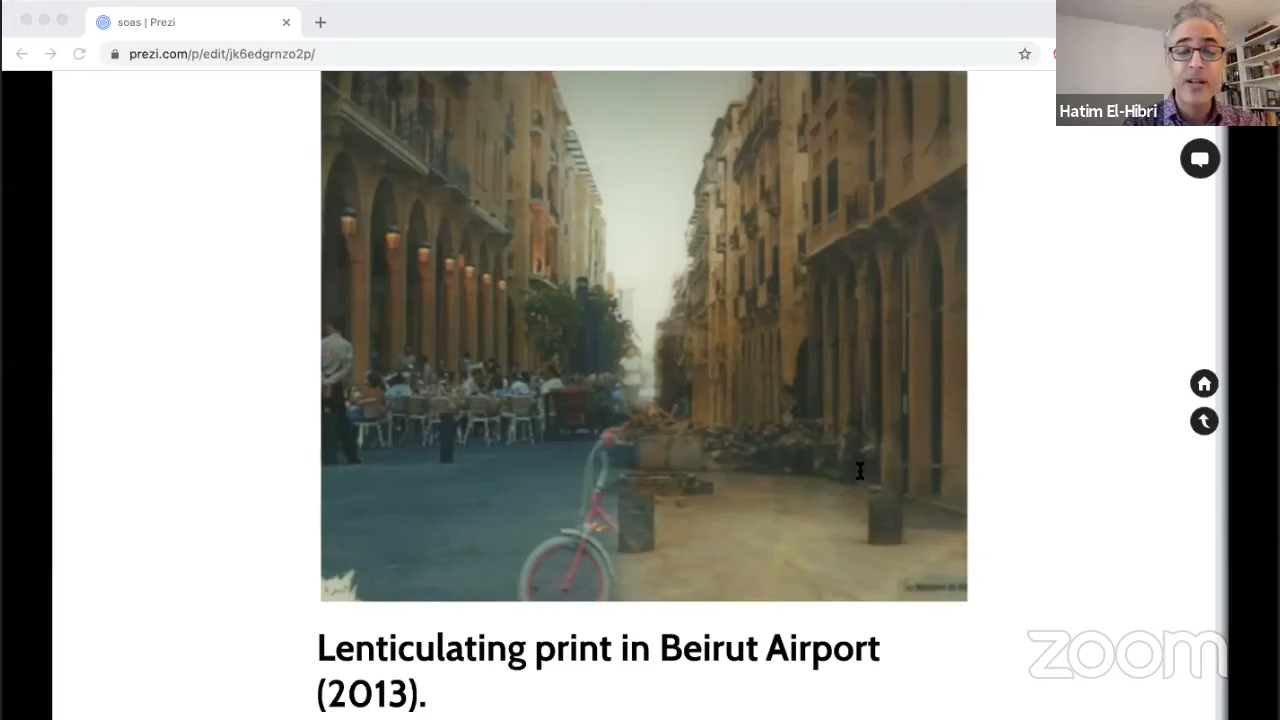 soas | Prezi
prezi.com/p/edit/jk6edgrnzo2p/
Hatim El-Hibri
Lenticulating print in Beirut Airport
(2013).
zoom